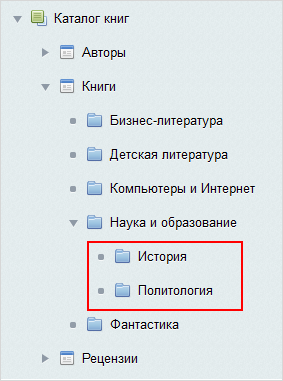 Каталог книг
Авторы
Книги
Бизнес-литература
Детская литература
Компьютеры и Интернет
Наука и образование
История
Политология
Фантастика
Рецензии